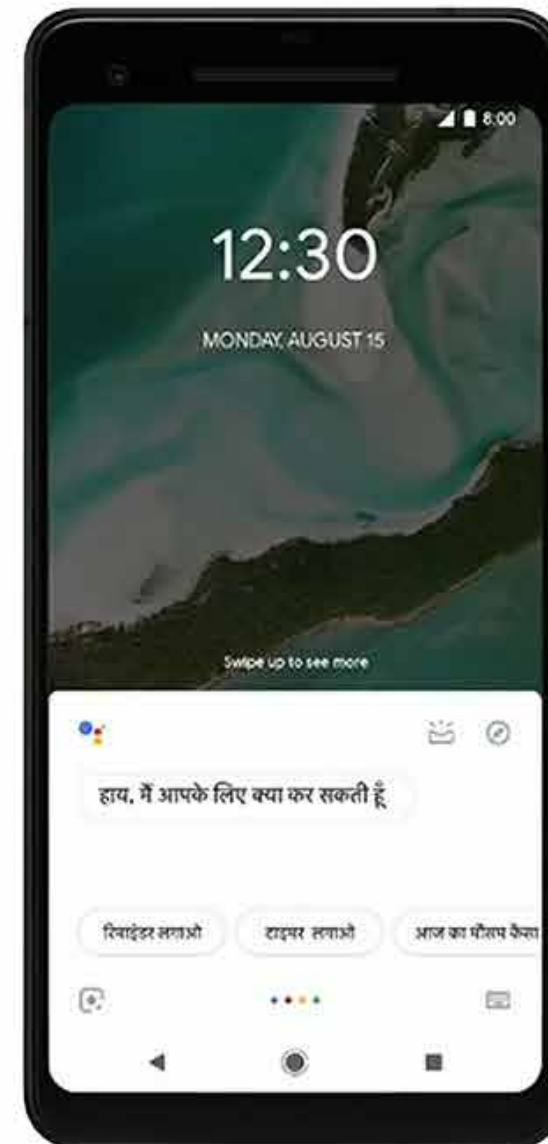 8:00
12:30
MONDAY, AUGUST 15
Swipe up to see more
हाय, मैं आपके लिए क्या कर सकती हूँ
रिमाइंडर लगाओ
टाइमर लगाओ
आज का मौसम कैसा